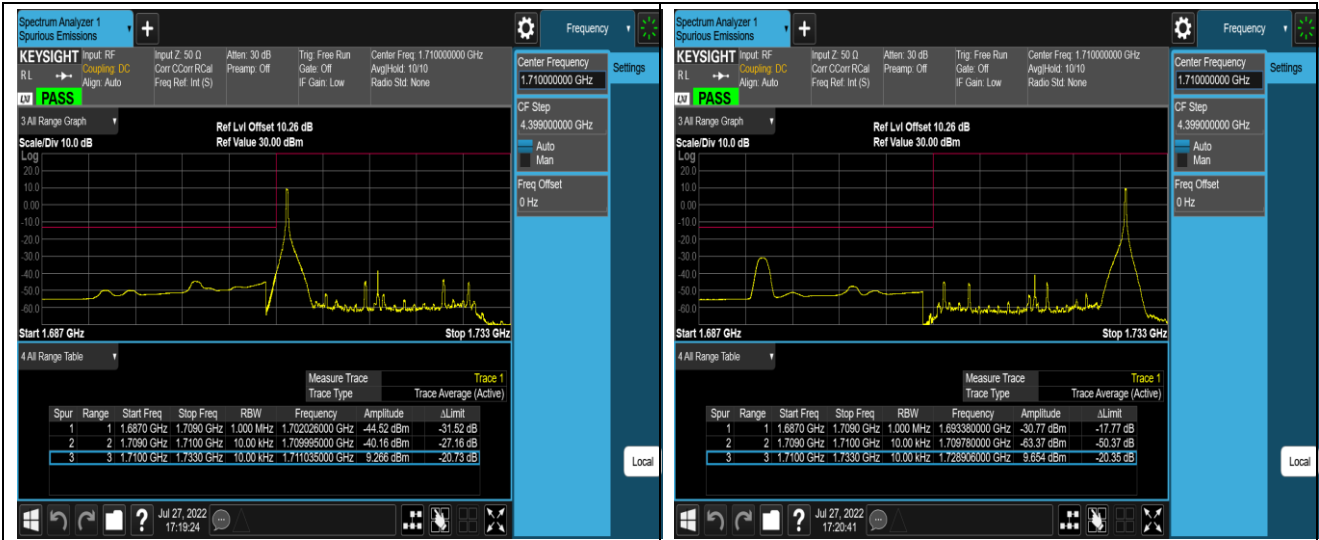 Spectrum Analyzer 1
Spurious Emissions
+
Frequency
KEYSIGHT
Input: RF
Coupling: DC
Align: Auto
Input Z: 50 Ω
Corr CCorr RCal
Freq Ref: Int (S)
Atten: 30 dB
Preamp: Off
Trig: Free Run
Gate: Off
IF Gain: Low
Center Freq: 1.710000000 GHz
Avg|Hold: 10/10
Radio Std: None
R L
LXI
PASS
Center Frequency
1.710000000 GHz
Settings
CF Step
4.399000000 GHz
Auto
Man
Freq Offset
0 Hz
3 All Range Graph
Ref Lvl Offset 10.26 dB
Scale/Div 10.0 dB
Ref Value 30.00 dBm
Log
20.0
10.0
0.00
-10.0
-20.0
-30.0
-40.0
-50.0
-60.0
Start 1.687 GHz
Stop 1.733 GHz
4 All Range Table
Measure Trace Trace 1
Trace Type Trace Average (Active)
Spur Range Start Freq Stop Freq RBW Frequency Amplitude ΔLimit
1 1 1.6870 GHz 1.7090 GHz 1.000 MHz 1.702026000 GHz -44.52 dBm -31.52 dB
2 2 1.7090 GHz 1.7100 GHz 10.00 kHz 1.709995000 GHz -40.16 dBm -27.16 dB
3 3 1.7100 GHz 1.7330 GHz 10.00 kHz 1.711035000 GHz 9.266 dBm -20.73 dB
Local
?
Jul 27, 2022
17:19:24
Spectrum Analyzer 1
Spurious Emissions
+
Frequency
KEYSIGHT
Input: RF
Coupling: DC
Align: Auto
Input Z: 50 Ω
Corr CCorr RCal
Freq Ref: Int (S)
Atten: 30 dB
Preamp: Off
Trig: Free Run
Gate: Off
IF Gain: Low
Center Freq: 1.710000000 GHz
Avg|Hold: 10/10
Radio Std: None
R L
LXI
PASS
Center Frequency
1.710000000 GHz
Settings
CF Step
4.399000000 GHz
Auto
Man
Freq Offset
0 Hz
3 All Range Graph
Ref Lvl Offset 10.26 dB
Scale/Div 10.0 dB
Ref Value 30.00 dBm
Log
20.0
10.0
0.00
-10.0
-20.0
-30.0
-40.0
-50.0
-60.0
Start 1.687 GHz
Stop 1.733 GHz
4 All Range Table
Measure Trace Trace 1
Trace Type Trace Average (Active)
Spur Range Start Freq Stop Freq RBW Frequency Amplitude ΔLimit
1 1 1.6870 GHz 1.7090 GHz 1.000 MHz 1.693380000 GHz -30.77 dBm -17.77 dB
2 2 1.7090 GHz 1.7100 GHz 10.00 kHz 1.709780000 GHz -63.37 dBm -50.37 dB
3 3 1.7100 GHz 1.7330 GHz 10.00 kHz 1.728906000 GHz 9.654 dBm -20.35 dB
Local
?
Jul 27, 2022
17:20:41